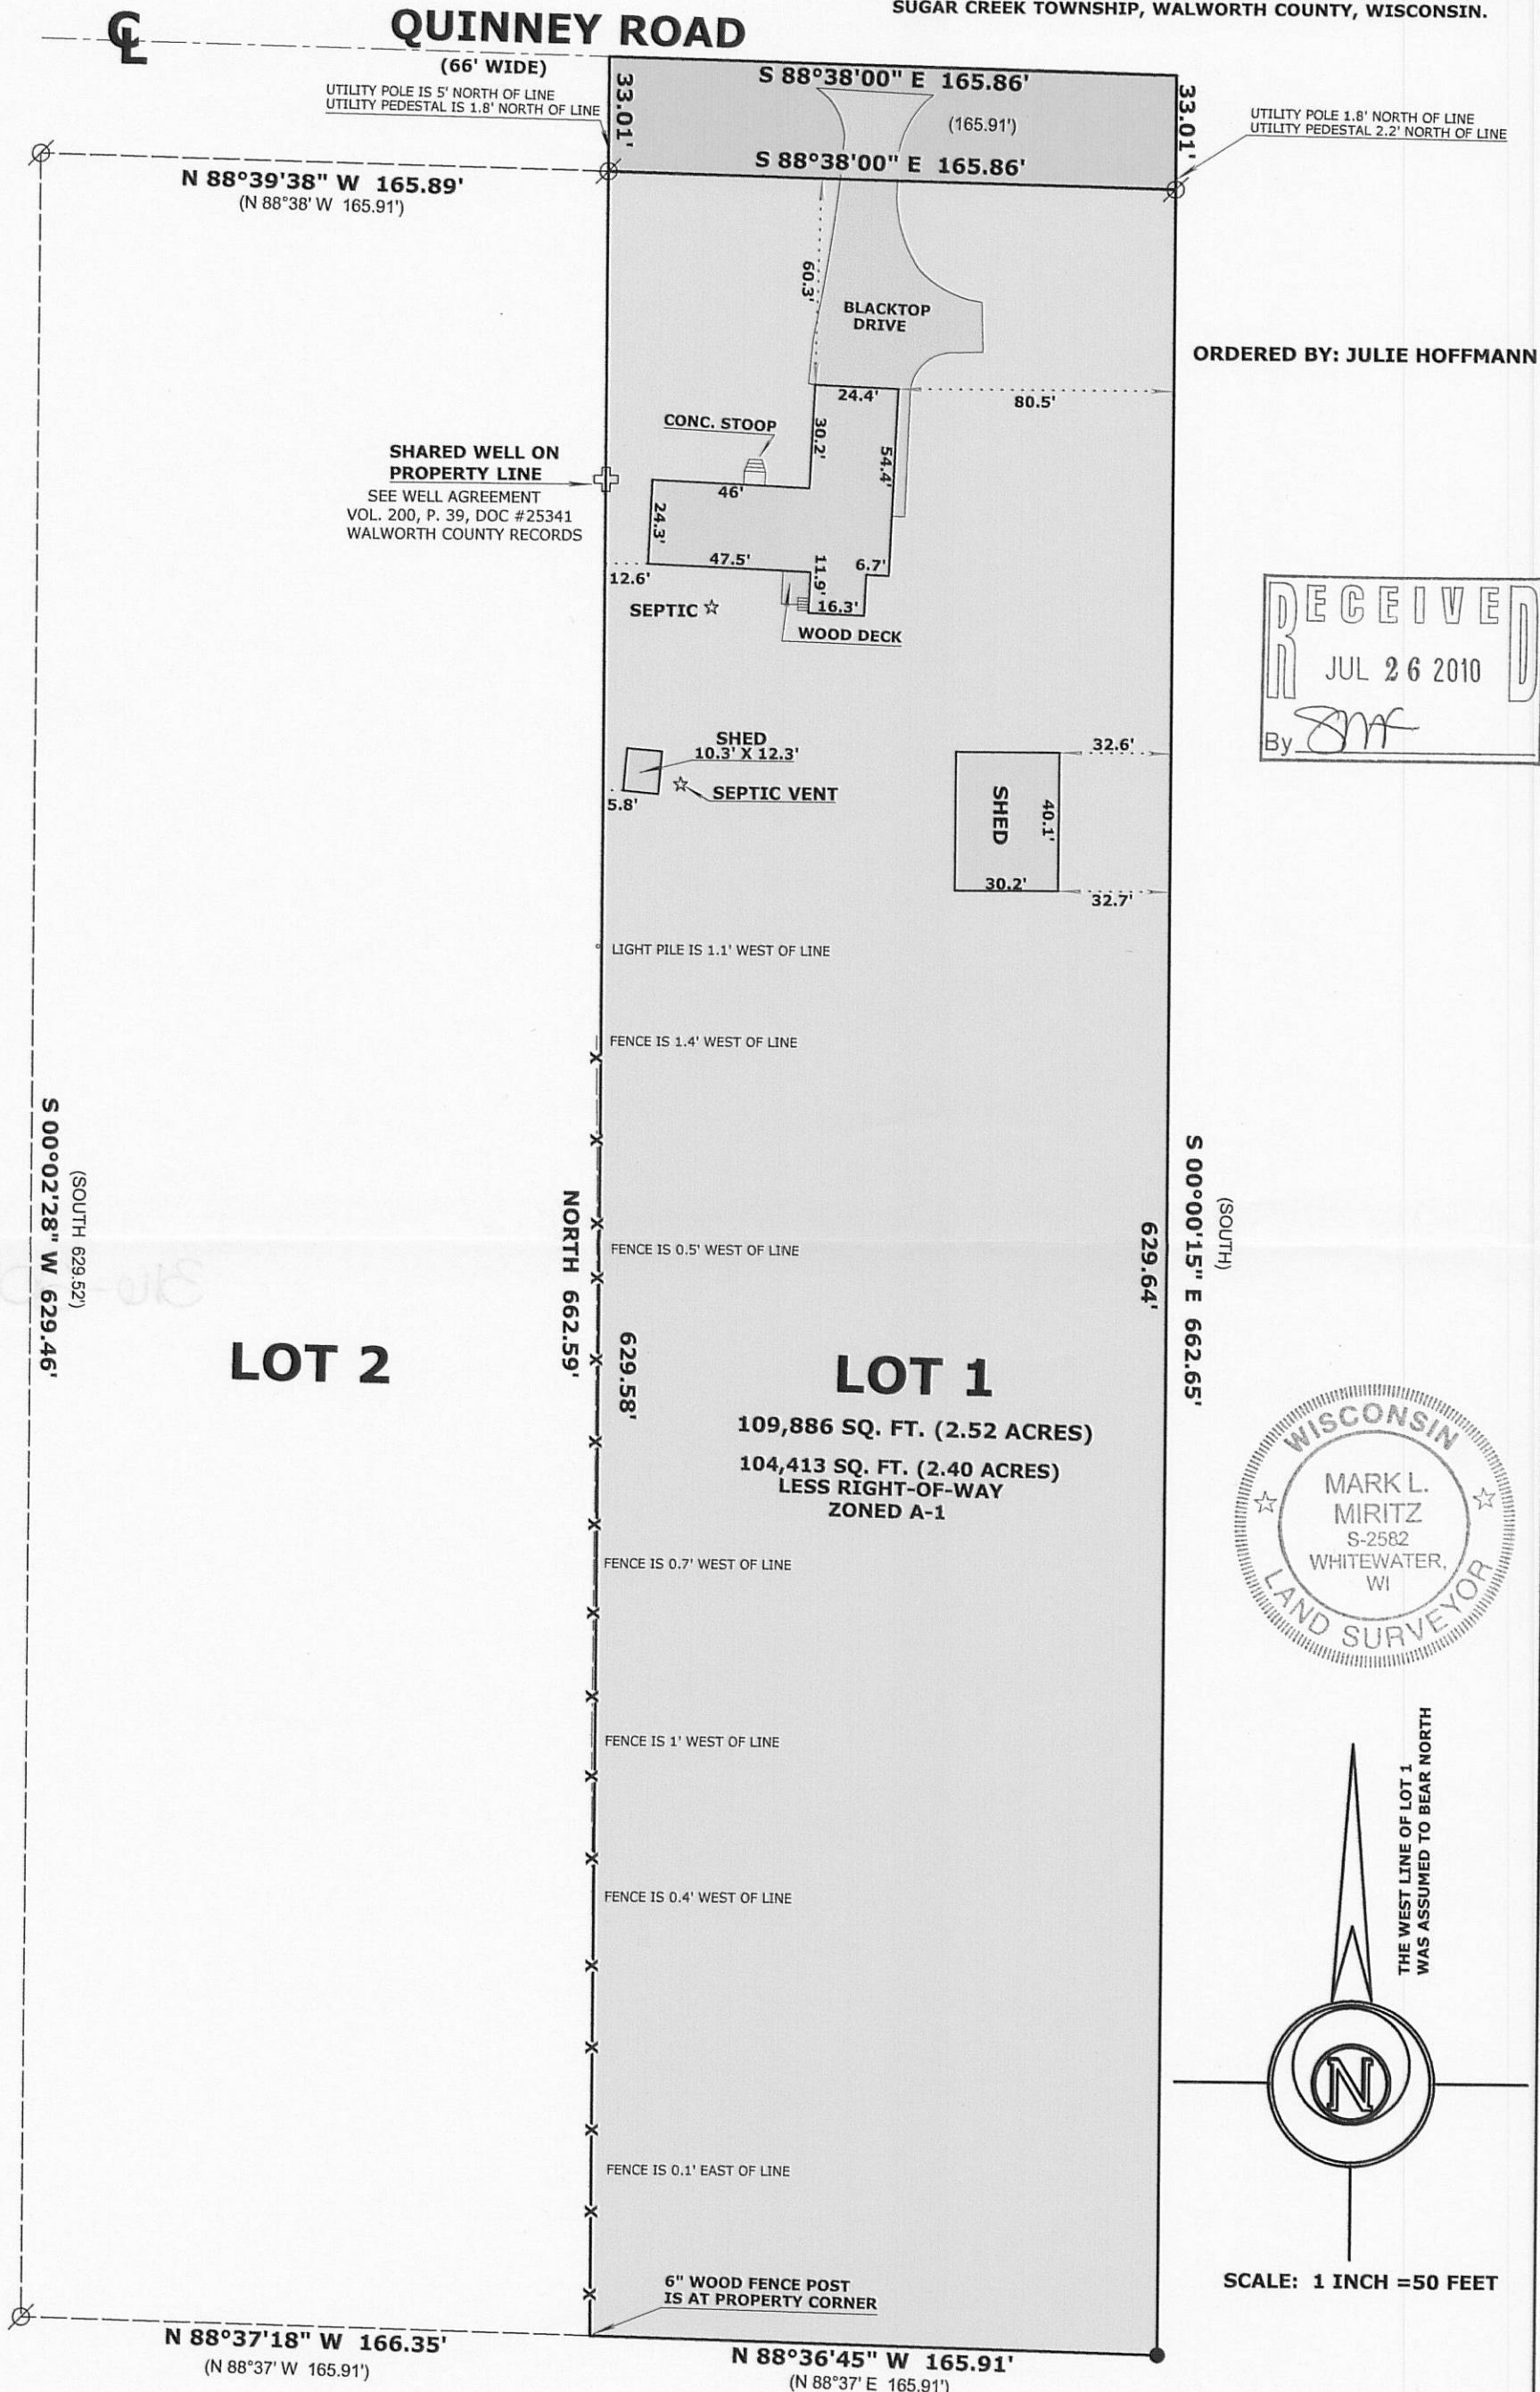 SUGAR CREEK TOWNSHIP, WALWORTH COUNTY, WISCONSIN.
CL
QUINNEY ROAD
(66' WIDE)
UTILITY POLE IS 5' NORTH OF LINE
UTILITY PEDESTAL IS 1.8' NORTH OF LINE
33.01'
S 88°38'00" E 165.86'
(165.91')
33.01'
UTILITY POLE 1.8' NORTH OF LINE
UTILITY PEDESTAL 2.2' NORTH OF LINE
S 88°38'00" E 165.86'
N 88°39'38" W 165.89'
(N 88°38' W 165.91')
60.3'
BLACKTOP
DRIVE
ORDERED BY: JULIE HOFFMANN
24.4'
80.5'
CONC. STOOP
30.2'
54.4'
SHARED WELL ON
PROPERTY LINE
SEE WELL AGREEMENT
VOL. 200, P. 39, DOC #25341
WALWORTH COUNTY RECORDS
46'
24.3'
47.5'
11.9'
6.7'
12.6'
16.3'
SEPTIC
WOOD DECK
RECEIVED
JUL 26 2010
By
SHED
10.3' X 12.3'
SEPTIC VENT
5.8'
32.6'
SHED
40.1'
30.2'
32.7'
LIGHT PILE IS 1.1' WEST OF LINE
FENCE IS 1.4' WEST OF LINE
S 00°02'28" W 629.46'
(SOUTH 629.52')
NORTH 662.59'
FENCE IS 0.5' WEST OF LINE
629.58'
629.64'
S 00°00'15" E 662.65'
(SOUTH)
LOT 2
LOT 1
109,886 SQ. FT. (2.52 ACRES)
104,413 SQ. FT. (2.40 ACRES)
LESS RIGHT-OF-WAY
ZONED A-1
WISCONSIN
MARK L.
MIRITZ
S-2582
WHITEWATER,
WI
LAND SURVEYOR
FENCE IS 0.7' WEST OF LINE
FENCE IS 1' WEST OF LINE
THE WEST LINE OF LOT 1
WAS ASSUMED TO BEAR NORTH
FENCE IS 0.4' WEST OF LINE
N
FENCE IS 0.1' EAST OF LINE
6" WOOD FENCE POST
IS AT PROPERTY CORNER
SCALE: 1 INCH =50 FEET
N 88°37'18" W 166.35'
(N 88°37' W 165.91')
N 88°36'45" W 165.91'
(N 88°37' E 165.91')